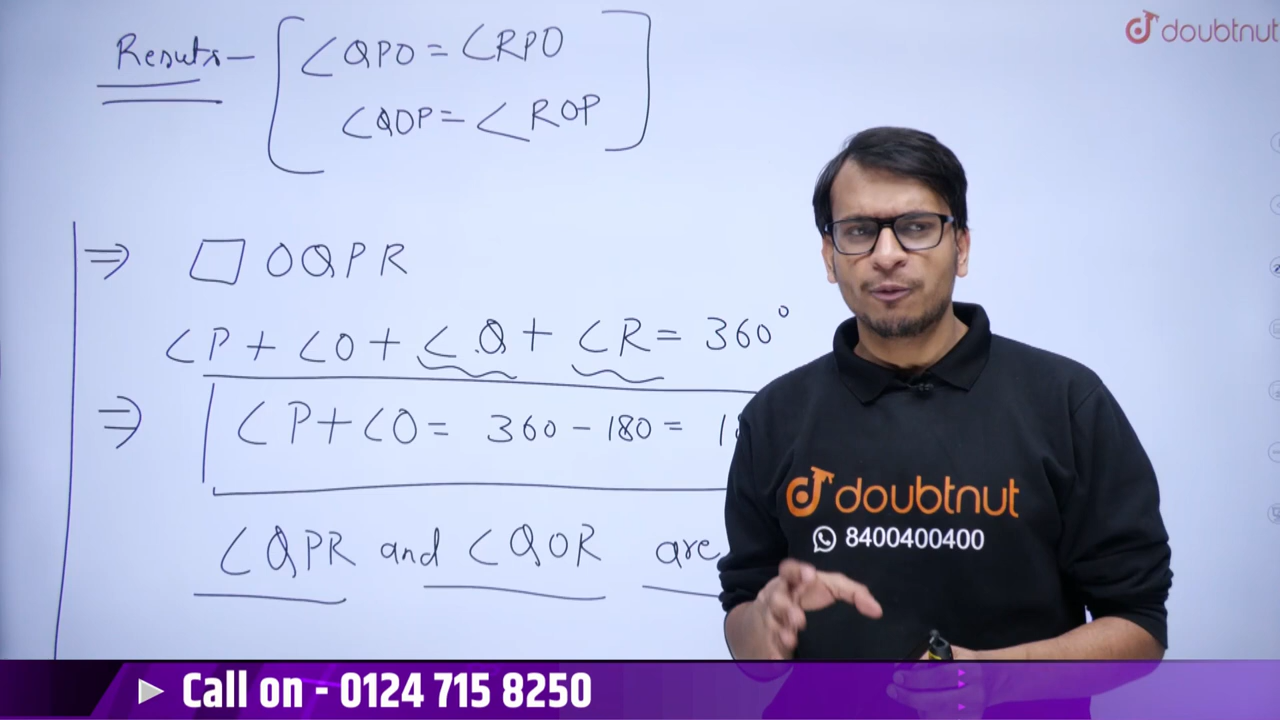 doubtnut
Results - ∠QPO = ∠RPO
∠QOP = ∠ROP
⇒ □ OQPR
∠P + ∠O + ∠Q + ∠R = 360°
⇒ ∠P + ∠O = 360 - 180 =
∠QPR and ∠QOR are
doubtnut
8400400400
Call on - 0124 715 8250